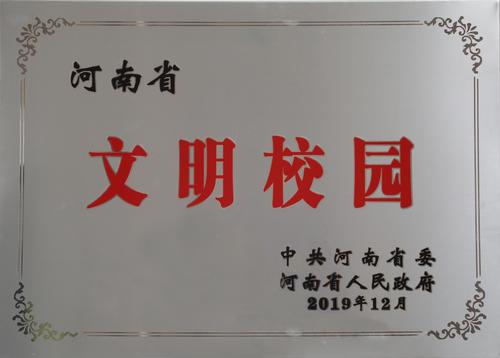 河南省
文明校园
中共河南省委
河南省人民政府
2019年12月